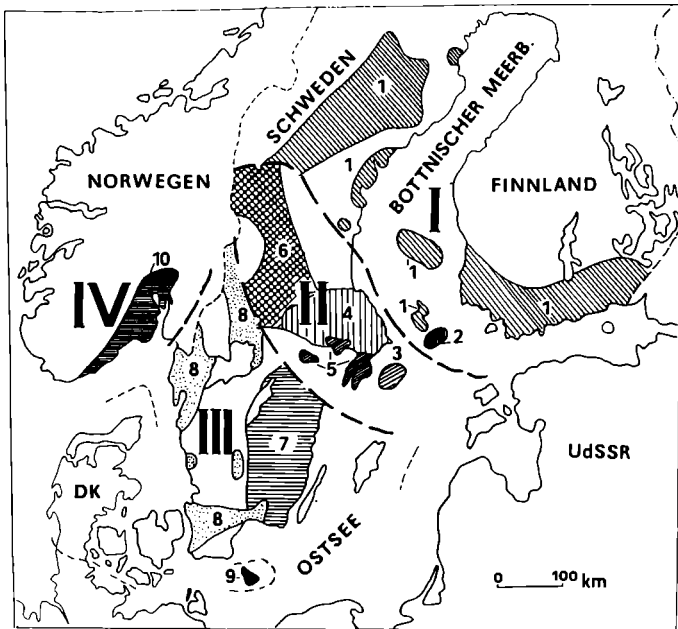 SCHWEDEN
1
BOTTNISCHER MEERB.
1
NORWEGEN
I
FINNLAND
6
1
10
IV
II
1
1
8
4
2
3
5
8
III
7
UdSSR
DK
8
OSTSEE
9
0 100 km